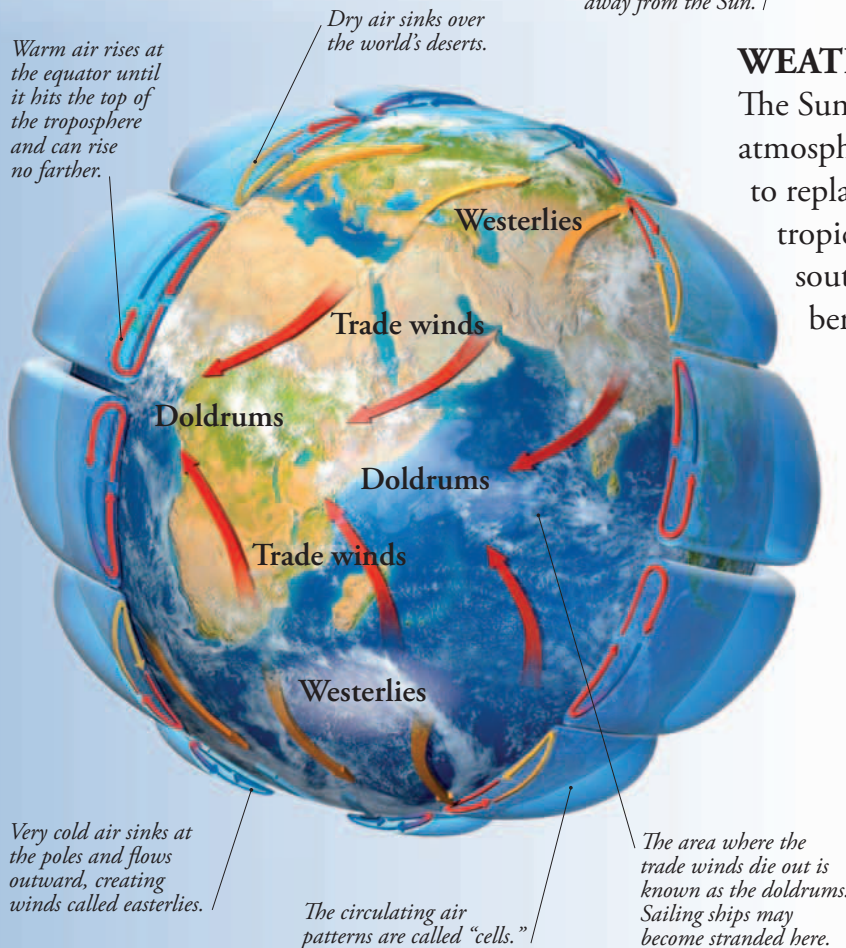 away from the Sun.
Dry air sinks over
the world’s deserts.
Warm air rises at
the equator until
it hits the top of
the troposphere
and can rise
no farther.
The Sun
to repla
tropic
sout
ber
Westerlies
Trade winds
Doldrums
Doldrums
Trade winds
Westerlies
Very cold air sinks at
the poles and flows
outward, creating
winds called easterlies.
The circulating air
patterns are called “cells.”
The area where the
trade winds die out is
known as the doldrums.
Sailing ships may
become stranded here.